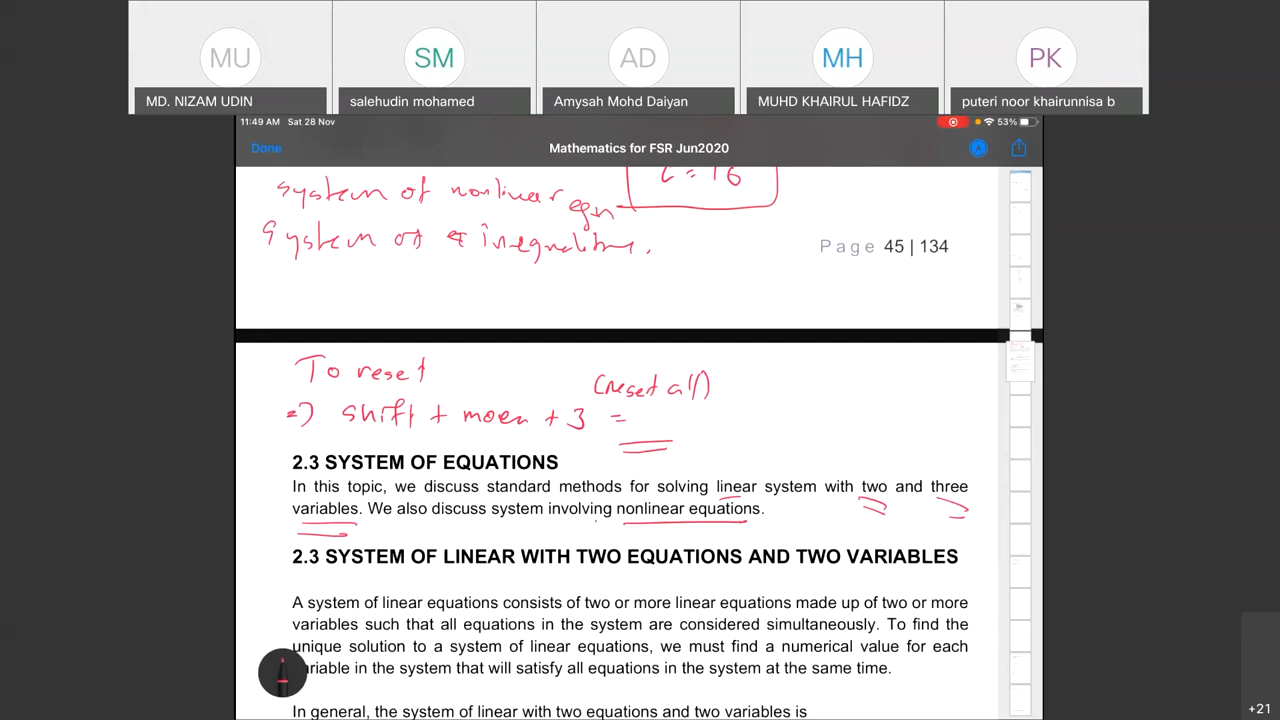 MU
SM
AD
MH
PK
MD. NIZAM UDIN
salehudin mohamed
Amysah Mohd Daiyan
MUHD KHAIRUL HAFIDZ
puteri noor khairunnisa b
11:49 AM Sat 28 Nov
53%
Done
Mathematics for FSR Jun2020
= 16
system of nonlinear eqn
System of inequalities.
Page 45 | 134
To reset
(reset all)
=> shift + + 3 =
2.3 SYSTEM OF EQUATIONS
In this topic, we discuss standard methods for solving linear system with two and three
variables. We also discuss system involving nonlinear equations.
2.3 SYSTEM OF LINEAR WITH TWO EQUATIONS AND TWO VARIABLES
A system of linear equations consists of two or more linear equations made up of two or more
variables such that all equations in the system are considered simultaneously. To find the
unique solution to a system of linear equations, we must find a numerical value for each
variable in the system that will satisfy all equations in the system at the same time.
In general, the system of linear with two equations and two variables is
+21